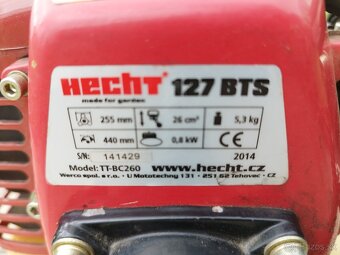 HECHT 127 BTS
made for garden
255 mm 26 cm³ 5,3 kg
440 mm 0,8 kW CE
S/N: 141429 2014
Model: TT-BC260 www.hecht.cz
Werco spol. s r.o. - U Mototechny 131 - 251 62 Tehovec - CZ